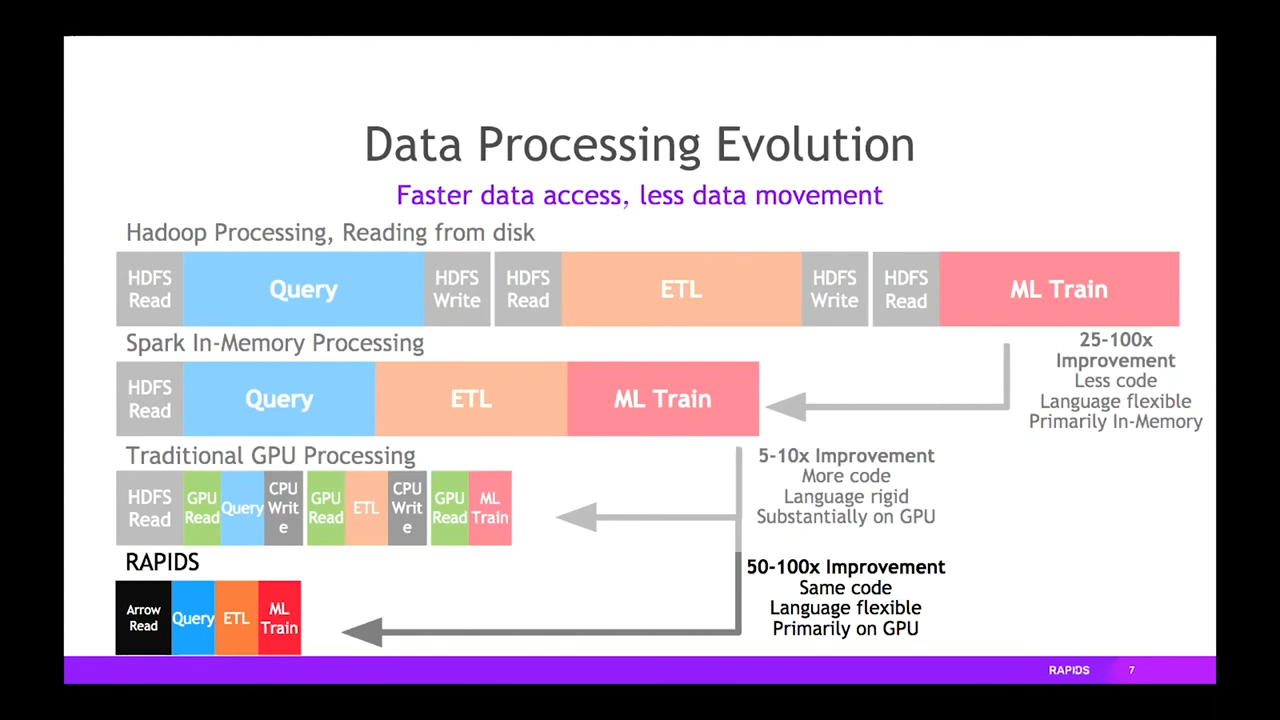 Data Processing Evolution
Faster data access, less data movement
Hadoop Processing, Reading from disk
HDFS
Read
Query
HDFS
Write
HDFS
Read
ETL
HDFS
Write
HDFS
Read
ML Train
25-100x
Improvement
Less code
Language flexible
Primarily In-Memory
Spark In-Memory Processing
HDFS
Read
Query
ETL
ML Train
5-10x Improvement
More code
Language rigid
Substantially on GPU
Traditional GPU Processing
HDFS
Read
GPU
Read
Query
CPU
Writ
e
GPU
Read
ETL
CPU
Writ
e
GPU
Read
ML
Train
RAPIDS
Arrow
Read
Query
ETL
ML
Train
50-100x Improvement
Same code
Language flexible
Primarily on GPU
RAPIDS
7